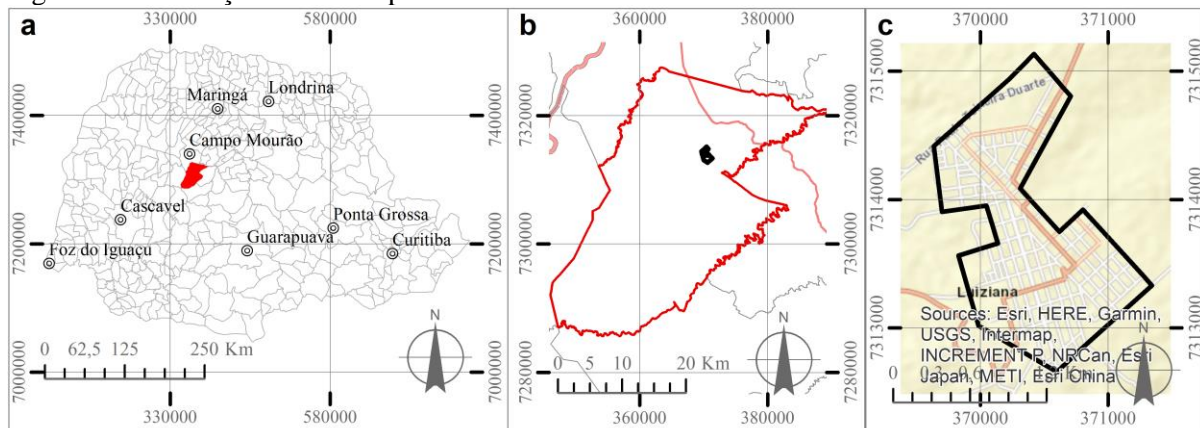 a
330000
580000
7400000
7400000
Londrina
Maringá
Campo Mourão
Cascavel
Ponta Grossa
Guarapuava
Curitiba
Foz do Iguaçu
7200000
7200000
N
0 62,5 125 250 Km
7000000
7000000
330000
580000
b
360000
380000
7320000
7320000
7300000
7300000
N
0 5 10 20 Km
7280000
7280000
360000
380000
c
370000
371000
7315000
7315000
Duarte
7314000
7314000
Luiziana
Sources: Esri, HERE, Garmin,
USGS, Intermap,
INCREMENT P, NRCan, Esri
Japan, METI, Esri China
7313000
7313000
N
0
370000
371000